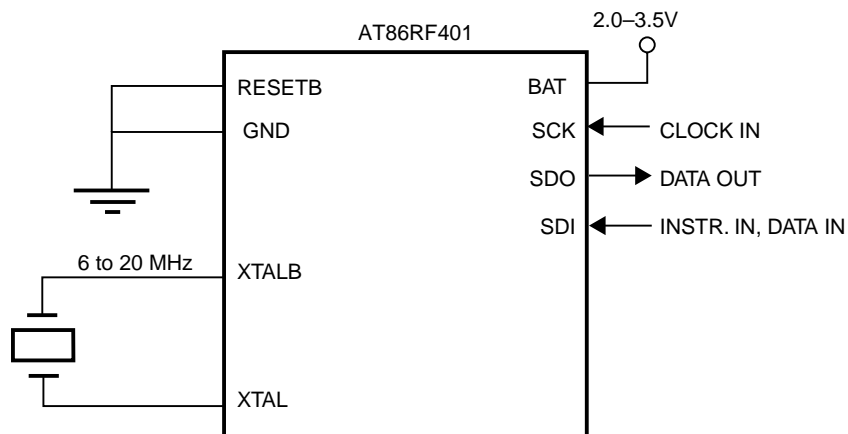 AT86RF401
2.0–3.5V
RESETB
BAT
GND
SCK
CLOCK IN
SDO
DATA OUT
SDI
INSTR. IN, DATA IN
6 to 20 MHz
XTALB
XTAL